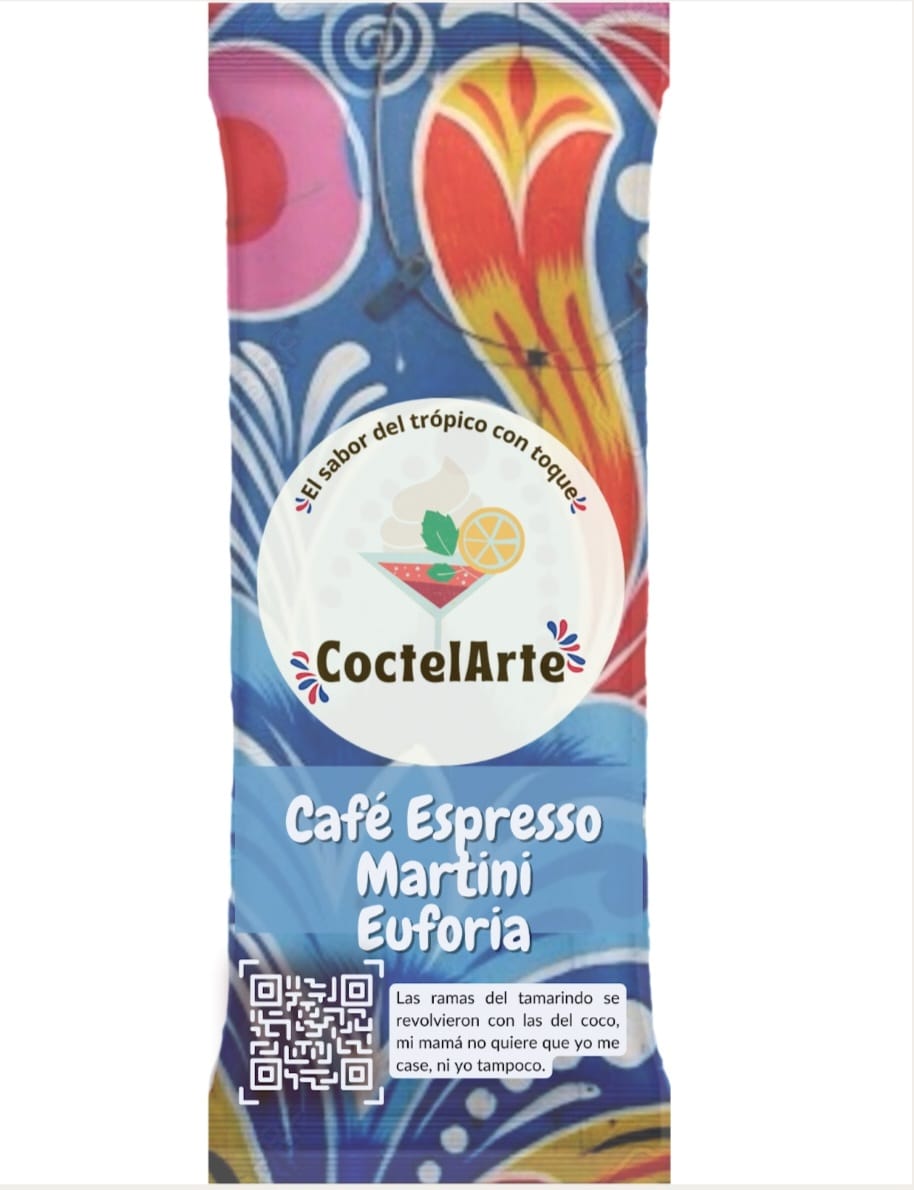 El sabor del trópico con toque
CoctelArte
Café Espresso
Martini
Euforia
Las ramas del tamarindo se
revolvieron con las del coco,
mi mamá no quiere que yo me
case, ni yo tampoco.